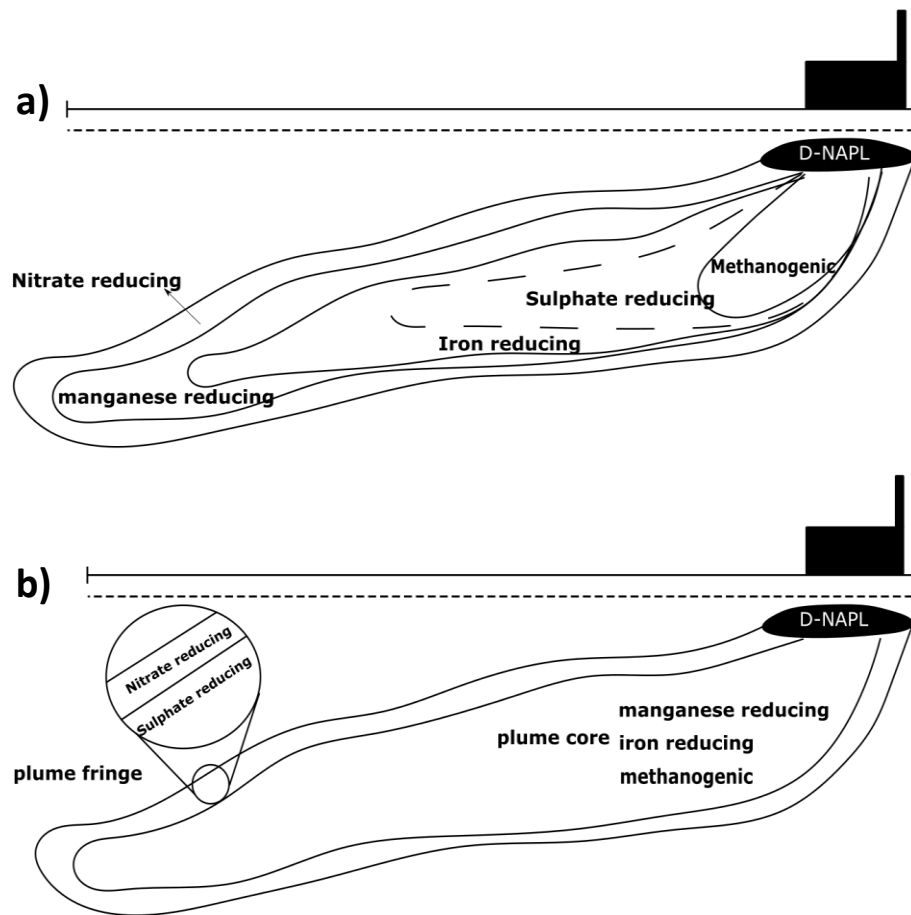 a)
D-NAPL
Methanogenic
Nitrate reducing
Sulphate reducing
Iron reducing
manganese reducing
b)
D-NAPL
Nitrate reducing
Sulphate reducing
manganese reducing
plume core
iron reducing
plume fringe
methanogenic